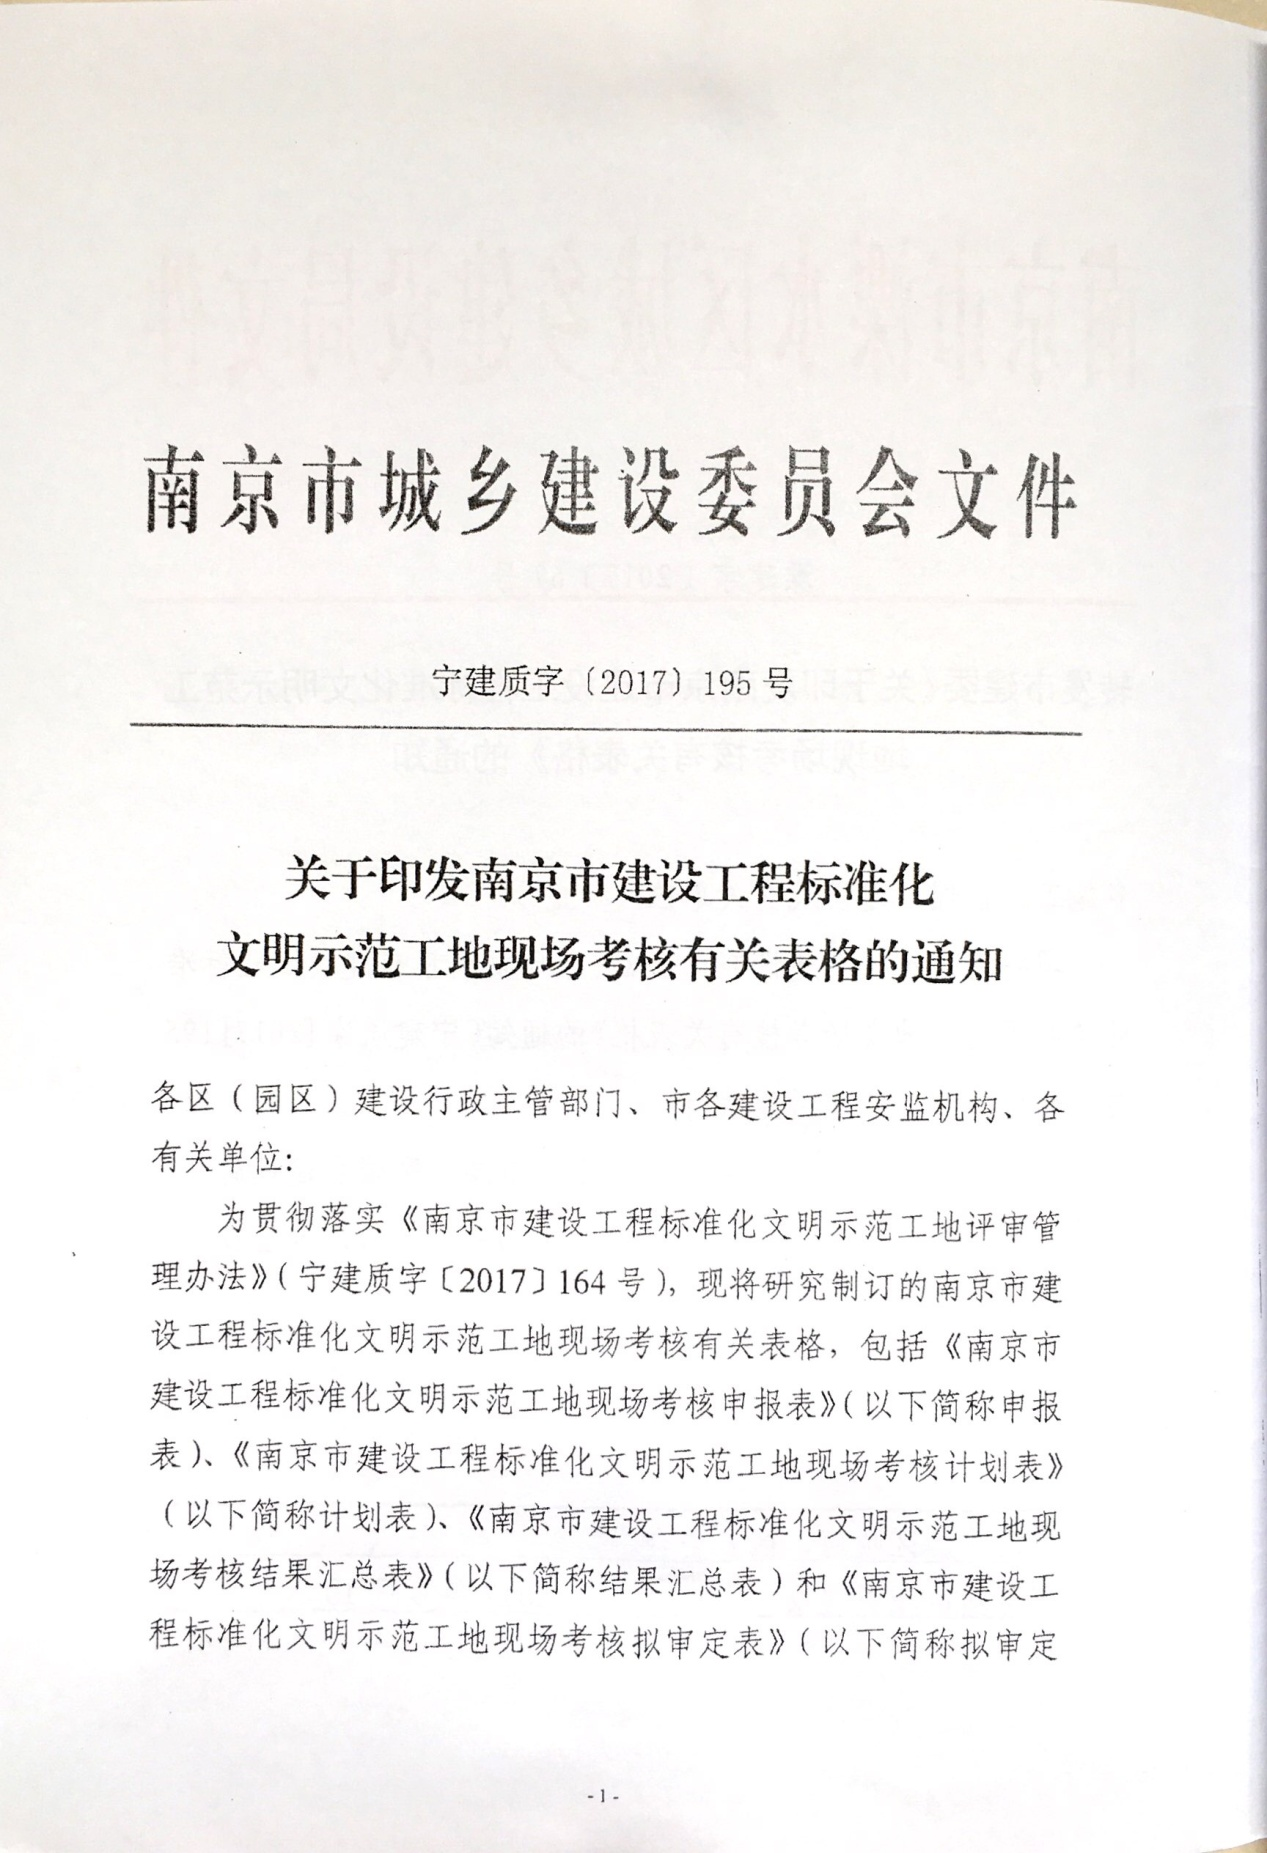 南京市城乡建设委员会文件
宁建质字〔2017〕195号
关于印发南京市建设工程标准化
文明示范工地现场考核有关表格的通知
各区（园区）建设行政主管部门、市各建设工程安监机构、各
有关单位：
为贯彻落实《南京市建设工程标准化文明示范工地评审管
理办法》（宁建质字〔2017〕164号），现将研究制订的南京市建
设工程标准化文明示范工地现场考核有关表格，包括《南京市
建设工程标准化文明示范工地现场考核申报表》（以下简称申报
表）、《南京市建设工程标准化文明示范工地现场考核计划表》
（以下简称计划表）、《南京市建设工程标准化文明示范工地现
场考核结果汇总表》（以下简称结果汇总表）和《南京市建设工
程标准化文明示范工地现场考核拟审定表》（以下简称拟审定
-1-